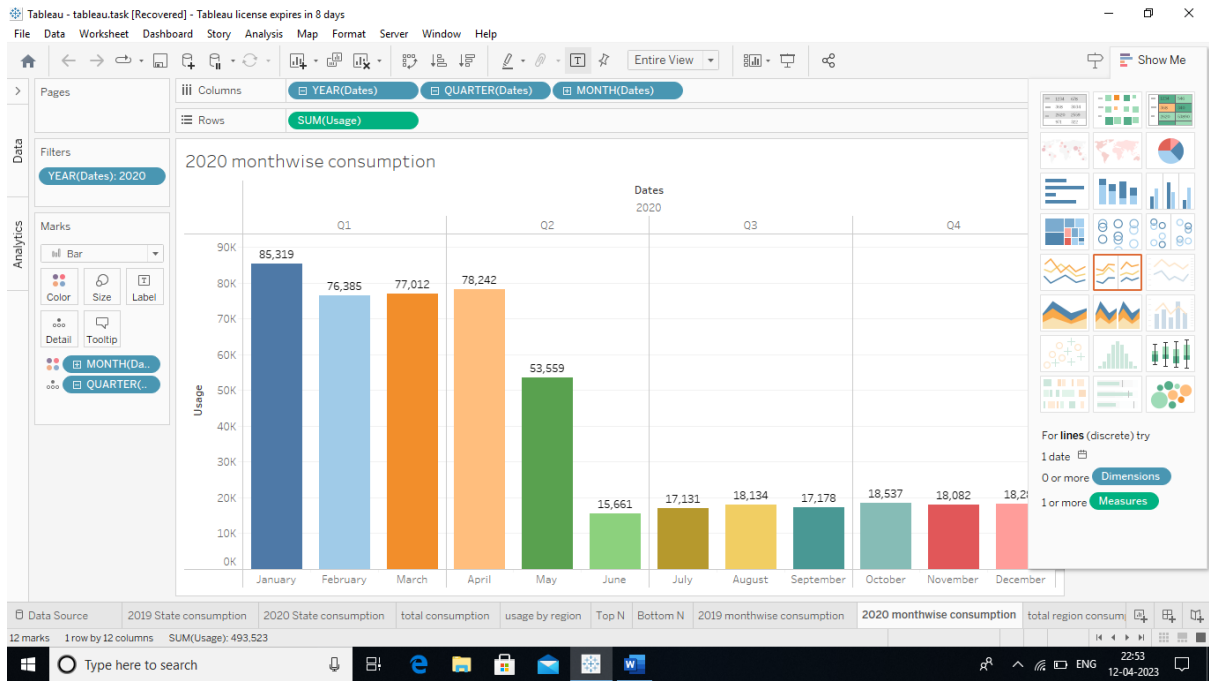 Tableau - tableau.task [Recovered] - Tableau license expires in 8 days
File Data Worksheet Dashboard Story Analysis Map Format Server Window Help
Entire View
Show Me
Data
Analytics
Pages
Filters
YEAR(Dates): 2020
Marks
Bar
Color Size Label
Detail Tooltip
MONTH(Da..
QUARTER(..
iii Columns YEAR(Dates) QUARTER(Dates) MONTH(Dates)
Rows SUM(Usage)
2020 monthwise consumption
Dates
2020
Q1 Q2 Q3 Q4
Usage
90K
80K
70K
60K
50K
40K
30K
20K
10K
0K
85,319 76,385 77,012 78,242 53,559 15,661 17,131 18,134 17,178 18,537 18,082
January February March April May June July August September October November December
For lines (discrete) try
1 date
0 or more Dimensions
1 or more Measures
Data Source 2019 State consumption 2020 State consumption total consumption usage by region Top N Bottom N 2019 monthwise consumption 2020 monthwise consumption total region consum
12 marks 1 row by 12 columns SUM(Usage): 493,523
Type here to search
ENG
22:53
12-04-2023